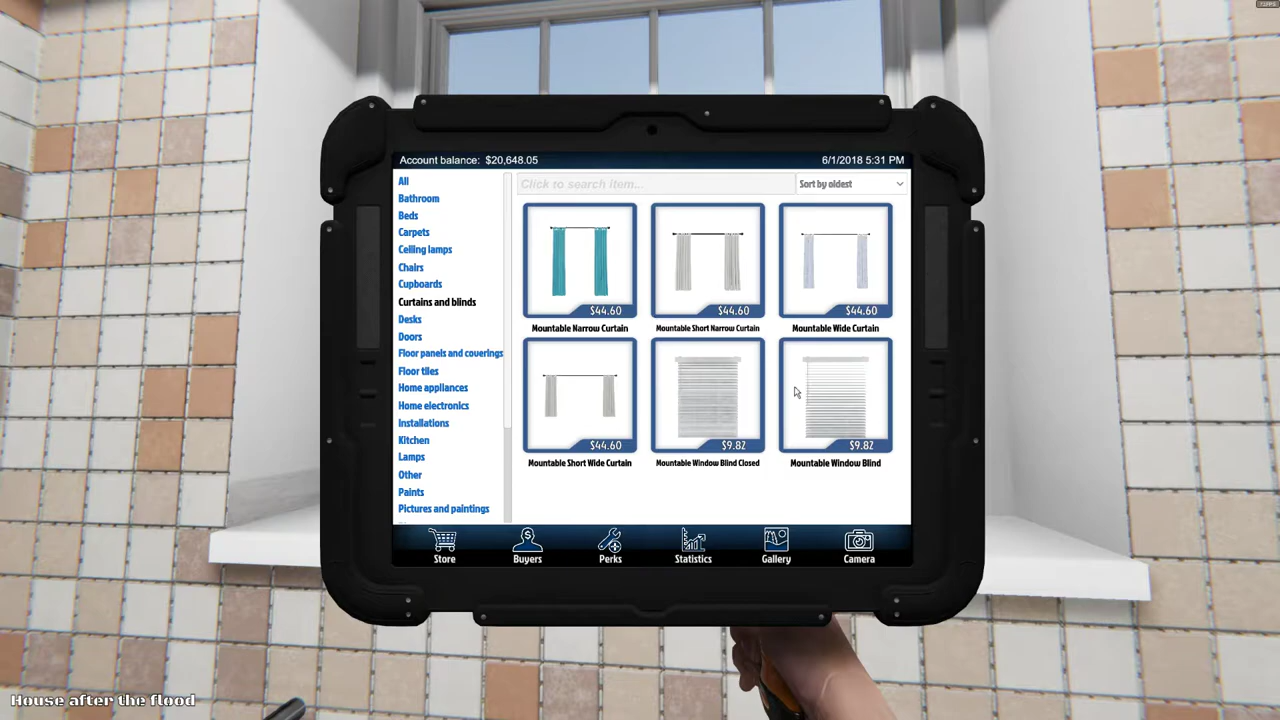 Account balance: $20,648.05
6/1/2018 5:31 PM
All
Bathroom
Beds
Carpets
Ceiling lamps
Chairs
Cupboards
Curtains and blinds
Desks
Doors
Floor panels and coverings
Floor tiles
Home appliances
Home electronics
Installations
Kitchen
Lamps
Other
Paints
Pictures and paintings
Click to search item...
Sort by oldest
$44.60
$44.60
$44.60
Mountable Narrow Curtain
Mountable Short Narrow Curtain
Mountable Wide Curtain
$44.60
$9.82
$9.82
Mountable Short Wide Curtain
Mountable Window Blind Closed
Mountable Window Blind
Store
Buyers
Perks
Statistics
Gallery
Camera
House after the flood